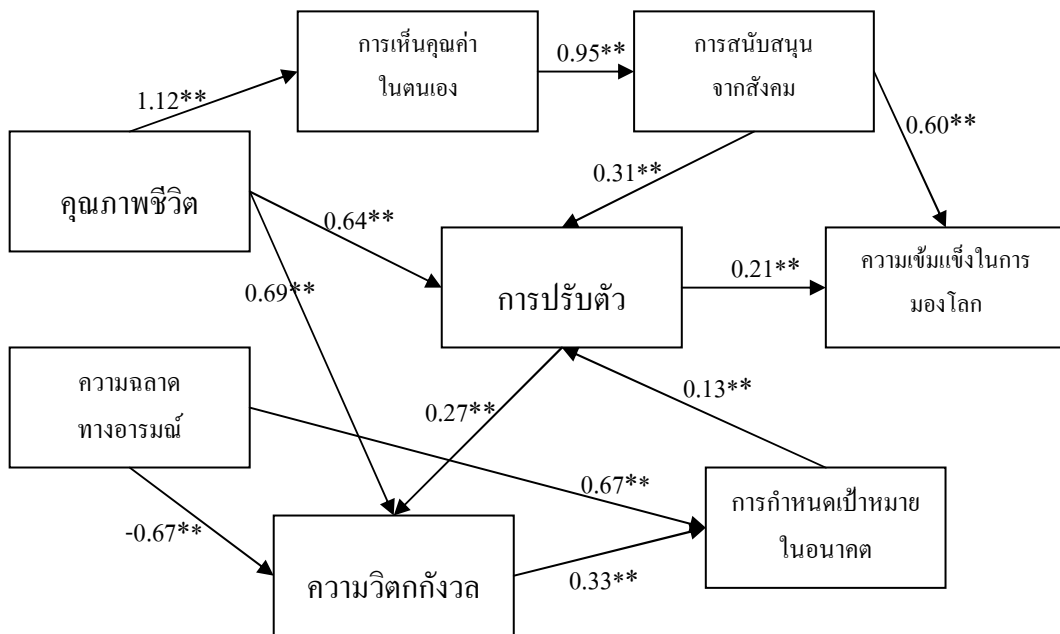 การเห็นคุณค่า
ในตนเอง
0.95**
การสนับสนุน
จากสังคม
1.12**
0.60**
คุณภาพชีวิต
0.31**
0.64**
การปรับตัว
0.21**
ความเข้มแข็งในการ
มองโลก
0.69**
ความฉลาด
ทางอารมณ์
0.27**
0.13**
0.67**
การกำหนดเป้าหมาย
ในอนาคต
-0.67**
ความวิตกกังวล
0.33**